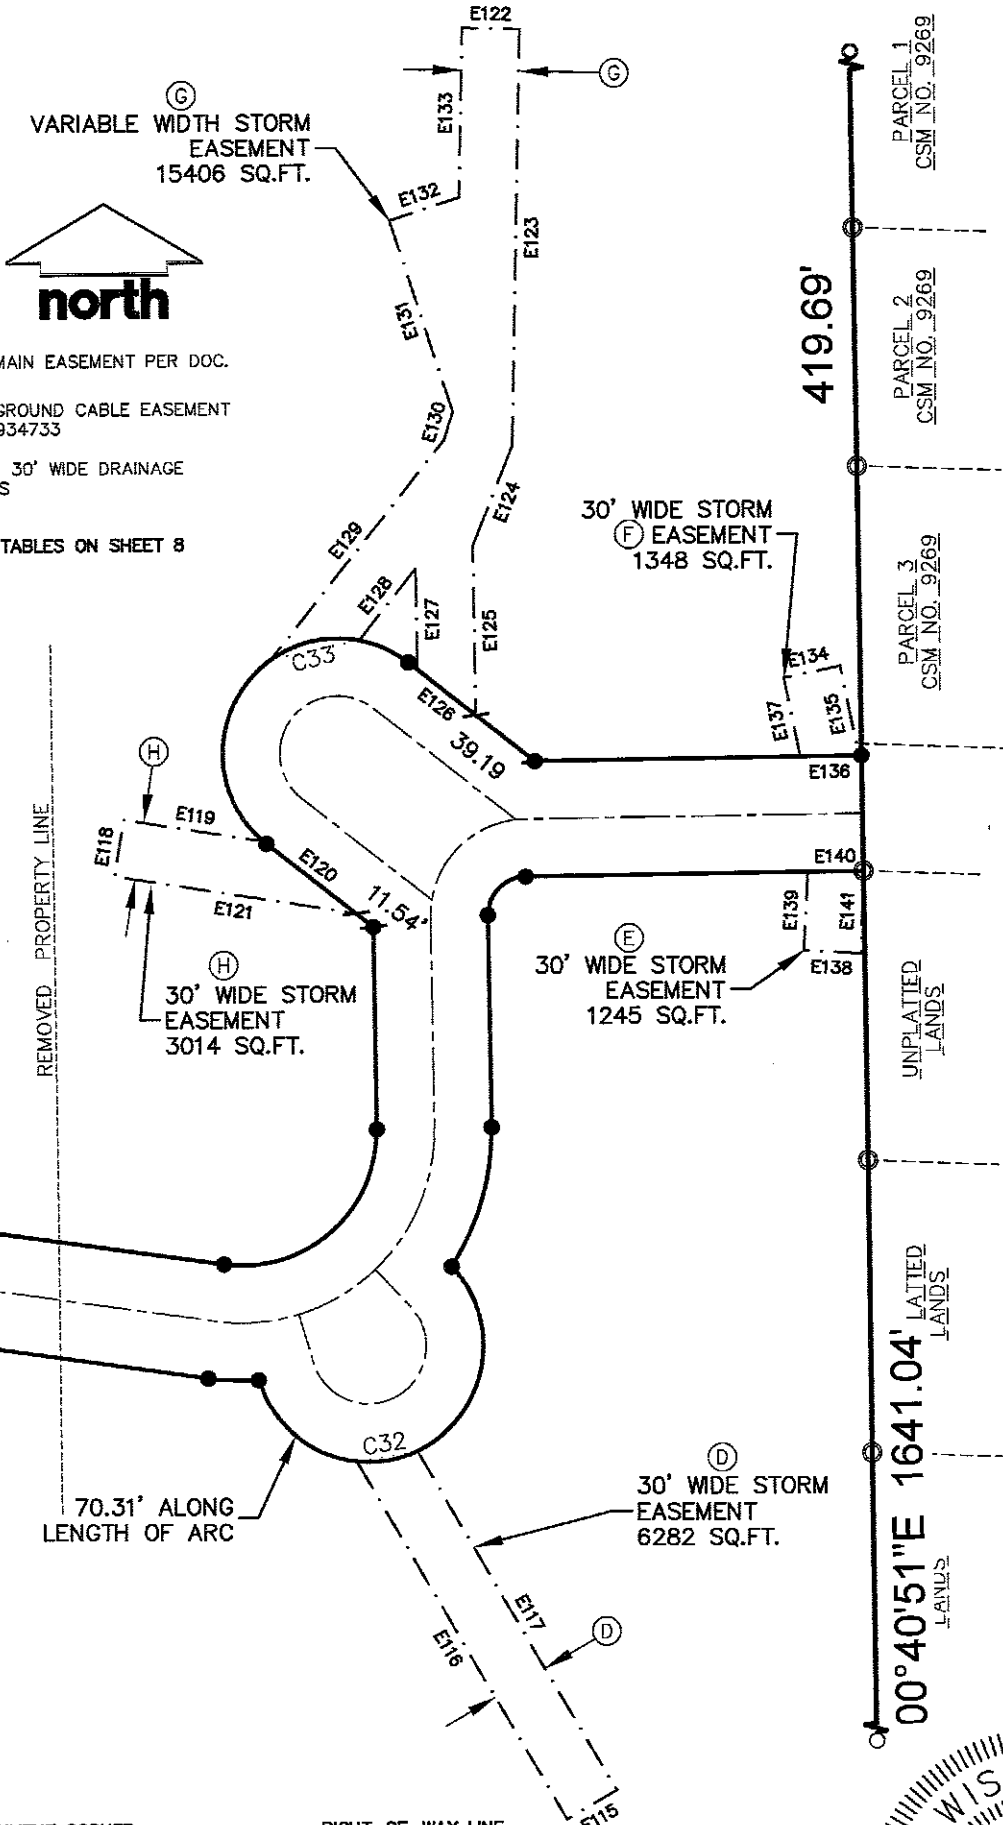 E122
PARCEL 1
CSM NO. 9269
G
G
VARIABLE WIDTH STORM
EASEMENT
15406 SQ.FT.
E133
E132
E123
north
E131
419.69'
PARCEL 2
CSM NO. 9269
MAIN EASEMENT PER DOC.
GROUND CABLE EASEMENT
934733
30' WIDE DRAINAGE
S
TABLES ON SHEET 8
E130
E124
E129
30' WIDE STORM
F EASEMENT
1348 SQ.FT.
E128
E127
E125
PARCEL 3
CSM NO. 9269
C33
E134
E135
E137
E126
39.19
E136
H
E118
E119
E120
E121
11.54'
E140
E139
E141
E138
REMOVED PROPERTY LINE
H
30' WIDE STORM
EASEMENT
3014 SQ.FT.
E
30' WIDE STORM
EASEMENT
1245 SQ.FT.
UNPLATTED
LANDS
LATTED
LANDS
00°40'51"E 1641.04'
LANDS
C32
70.31' ALONG
LENGTH OF ARC
D
30' WIDE STORM
EASEMENT
6282 SQ.FT.
E117
E116
D
E115
WIS
RIGHT OF WAY LINE